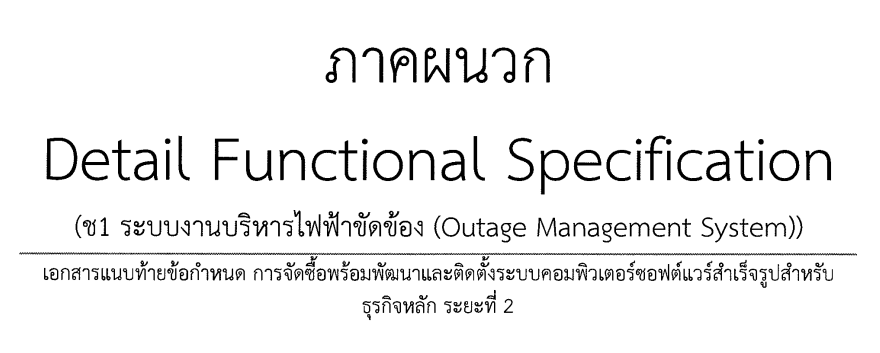 ภาคผนวก
Detail Functional Specification
(ช1 ระบบงานบริหารไฟฟ้าขัดข้อง (Outage Management System))
เอกสารแนบท้ายข้อกำหนด การจัดซื้อพร้อมพัฒนาและติดตั้งระบบคอมพิวเตอร์ซอฟต์แวร์สำเร็จรูปสำหรับ
ธุรกิจหลัก ระยะที่ 2